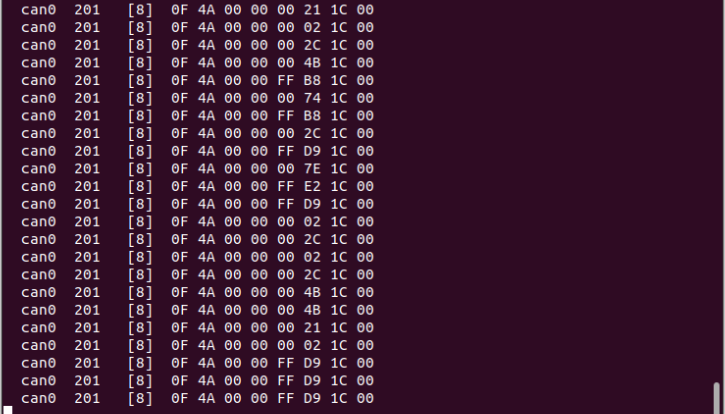 can0  201   [8]  0F 4A 00 00 00 21 1C 00
can0  201   [8]  0F 4A 00 00 00 02 1C 00
can0  201   [8]  0F 4A 00 00 00 2C 1C 00
can0  201   [8]  0F 4A 00 00 00 4B 1C 00
can0  201   [8]  0F 4A 00 00 FF B8 1C 00
can0  201   [8]  0F 4A 00 00 00 74 1C 00
can0  201   [8]  0F 4A 00 00 FF B8 1C 00
can0  201   [8]  0F 4A 00 00 00 2C 1C 00
can0  201   [8]  0F 4A 00 00 FF D9 1C 00
can0  201   [8]  0F 4A 00 00 00 7E 1C 00
can0  201   [8]  0F 4A 00 00 FF E2 1C 00
can0  201   [8]  0F 4A 00 00 FF D9 1C 00
can0  201   [8]  0F 4A 00 00 00 02 1C 00
can0  201   [8]  0F 4A 00 00 00 2C 1C 00
can0  201   [8]  0F 4A 00 00 00 02 1C 00
can0  201   [8]  0F 4A 00 00 00 2C 1C 00
can0  201   [8]  0F 4A 00 00 00 4B 1C 00
can0  201   [8]  0F 4A 00 00 00 4B 1C 00
can0  201   [8]  0F 4A 00 00 00 21 1C 00
can0  201   [8]  0F 4A 00 00 00 02 1C 00
can0  201   [8]  0F 4A 00 00 FF D9 1C 00
can0  201   [8]  0F 4A 00 00 FF D9 1C 00
can0  201   [8]  0F 4A 00 00 FF D9 1C 00